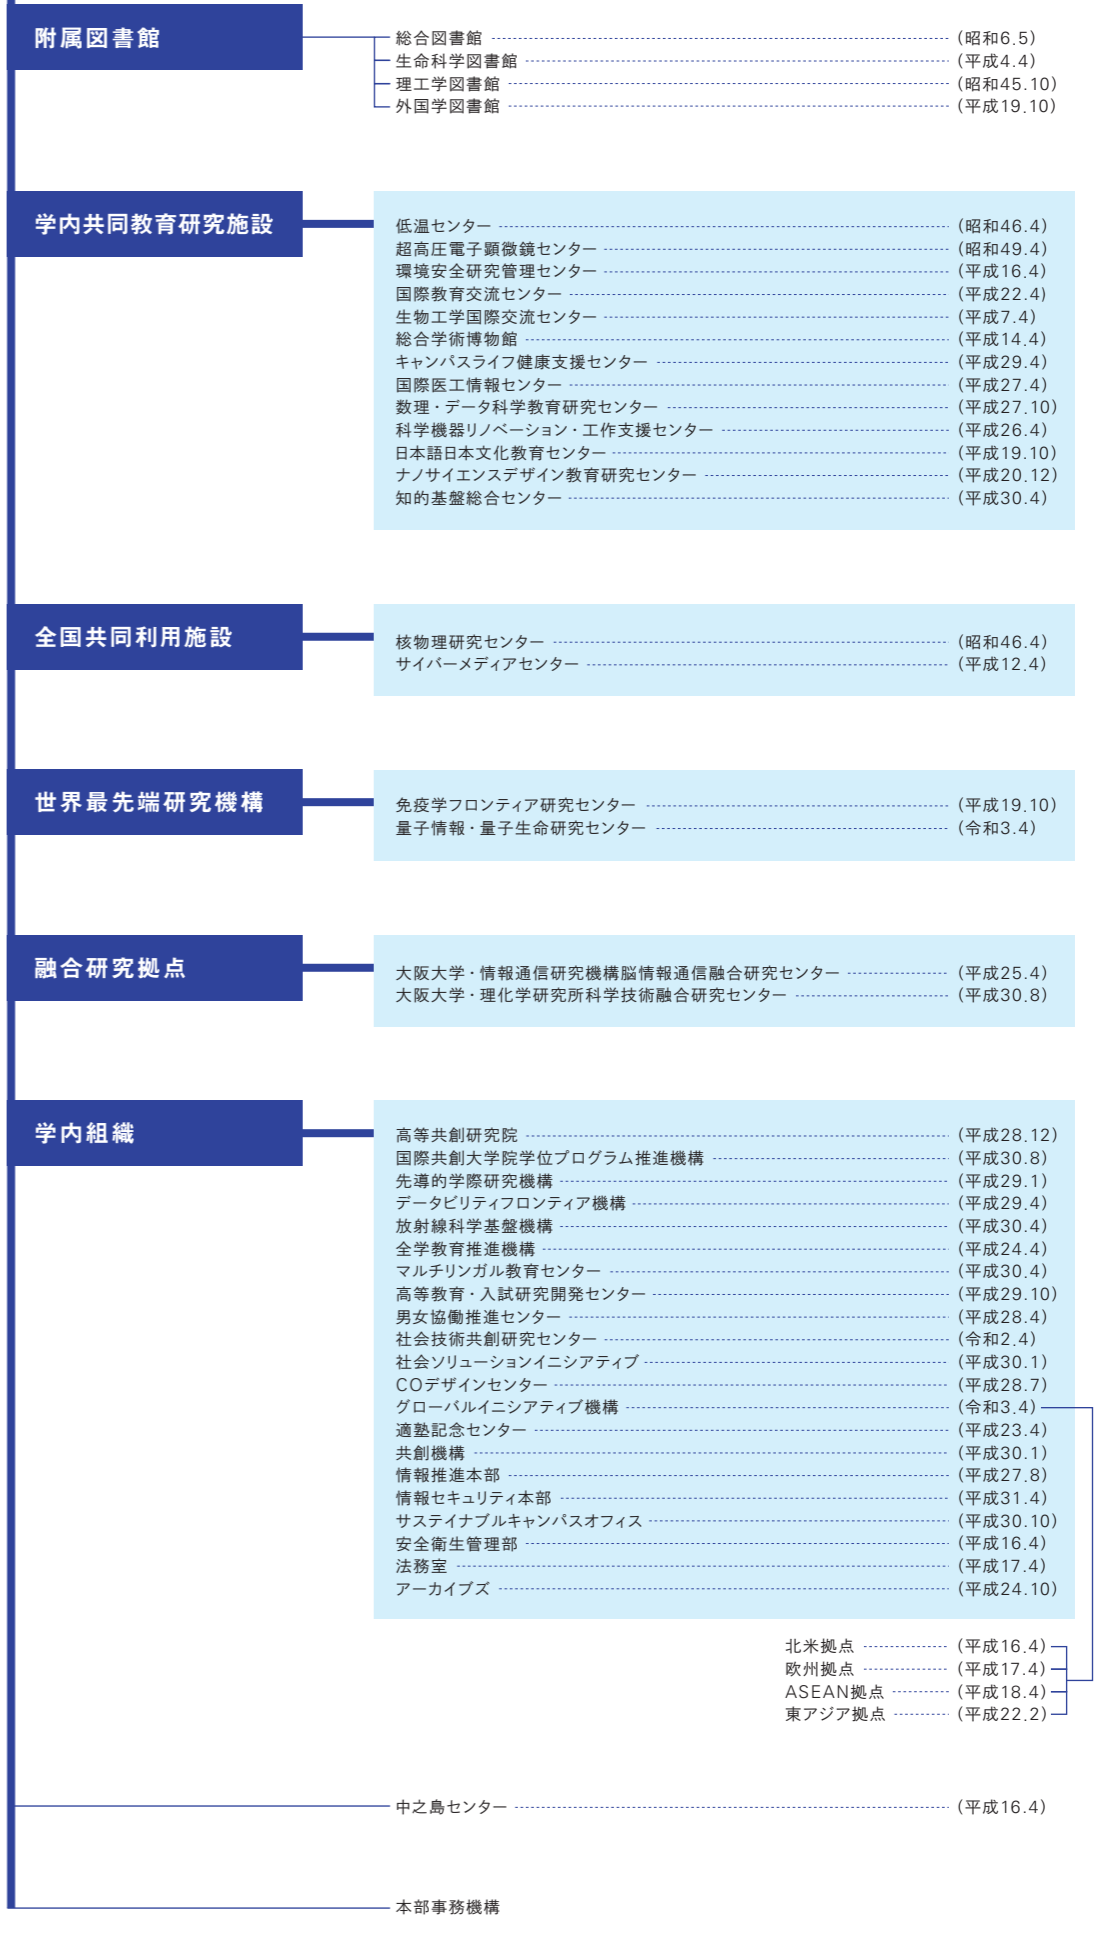 附属図書館
総合図書館 (昭和6.5)
生命科学図書館 (平成4.4)
理工学図書館 (昭和45.10)
外国学図書館 (平成19.10)
学内共同教育研究施設
低温センター (昭和46.4)
超高圧電子顕微鏡センター (昭和49.4)
環境安全研究管理センター (平成16.4)
国際教育交流センター (平成22.4)
生物工学国際交流センター (平成7.4)
総合学術博物館 (平成14.4)
キャンパスライフ健康支援センター (平成29.4)
国際医工情報センター (平成27.4)
数理・データ科学教育研究センター (平成27.10)
科学機器リノベーション・工作支援センター (平成26.4)
日本語日本文化教育センター (平成19.10)
ナノサイエンスデザイン教育研究センター (平成20.12)
知的基盤総合センター (平成30.4)
全国共同利用施設
核物理研究センター (昭和46.4)
サイバーメディアセンター (平成12.4)
世界最先端研究機構
免疫学フロンティア研究センター (平成19.10)
量子情報・量子生命研究センター (令和3.4)
融合研究拠点
大阪大学・情報通信研究機構脳情報通信融合研究センター (平成25.4)
大阪大学・理化学研究所科学技術融合研究センター (平成30.8)
学内組織
高等共創研究院 (平成28.12)
国際共創大学院学位プログラム推進機構 (平成30.8)
先導的学際研究機構 (平成29.1)
データビリティフロンティア機構 (平成29.4)
放射線科学基盤機構 (平成30.4)
全学教育推進機構 (平成24.4)
マルチリンガル教育センター (平成30.4)
高等教育・入試研究開発センター (平成29.10)
男女協働推進センター (平成28.4)
社会技術共創研究センター (令和2.4)
社会ソリューションイニシアティブ (平成30.1)
COデザインセンター (平成28.7)
グローバルイニシアティブ機構 (令和3.4)
適塾記念センター (平成23.4)
共創機構 (平成30.1)
情報推進本部 (平成27.8)
情報セキュリティ本部 (平成31.4)
サステイナブルキャンパスオフィス (平成30.10)
安全衛生管理部 (平成16.4)
法務室 (平成17.4)
アーカイブズ (平成24.10)
北米拠点 (平成16.4)
欧州拠点 (平成17.4)
ASEAN拠点 (平成18.4)
東アジア拠点 (平成22.2)
中之島センター (平成16.4)
本部事務機構